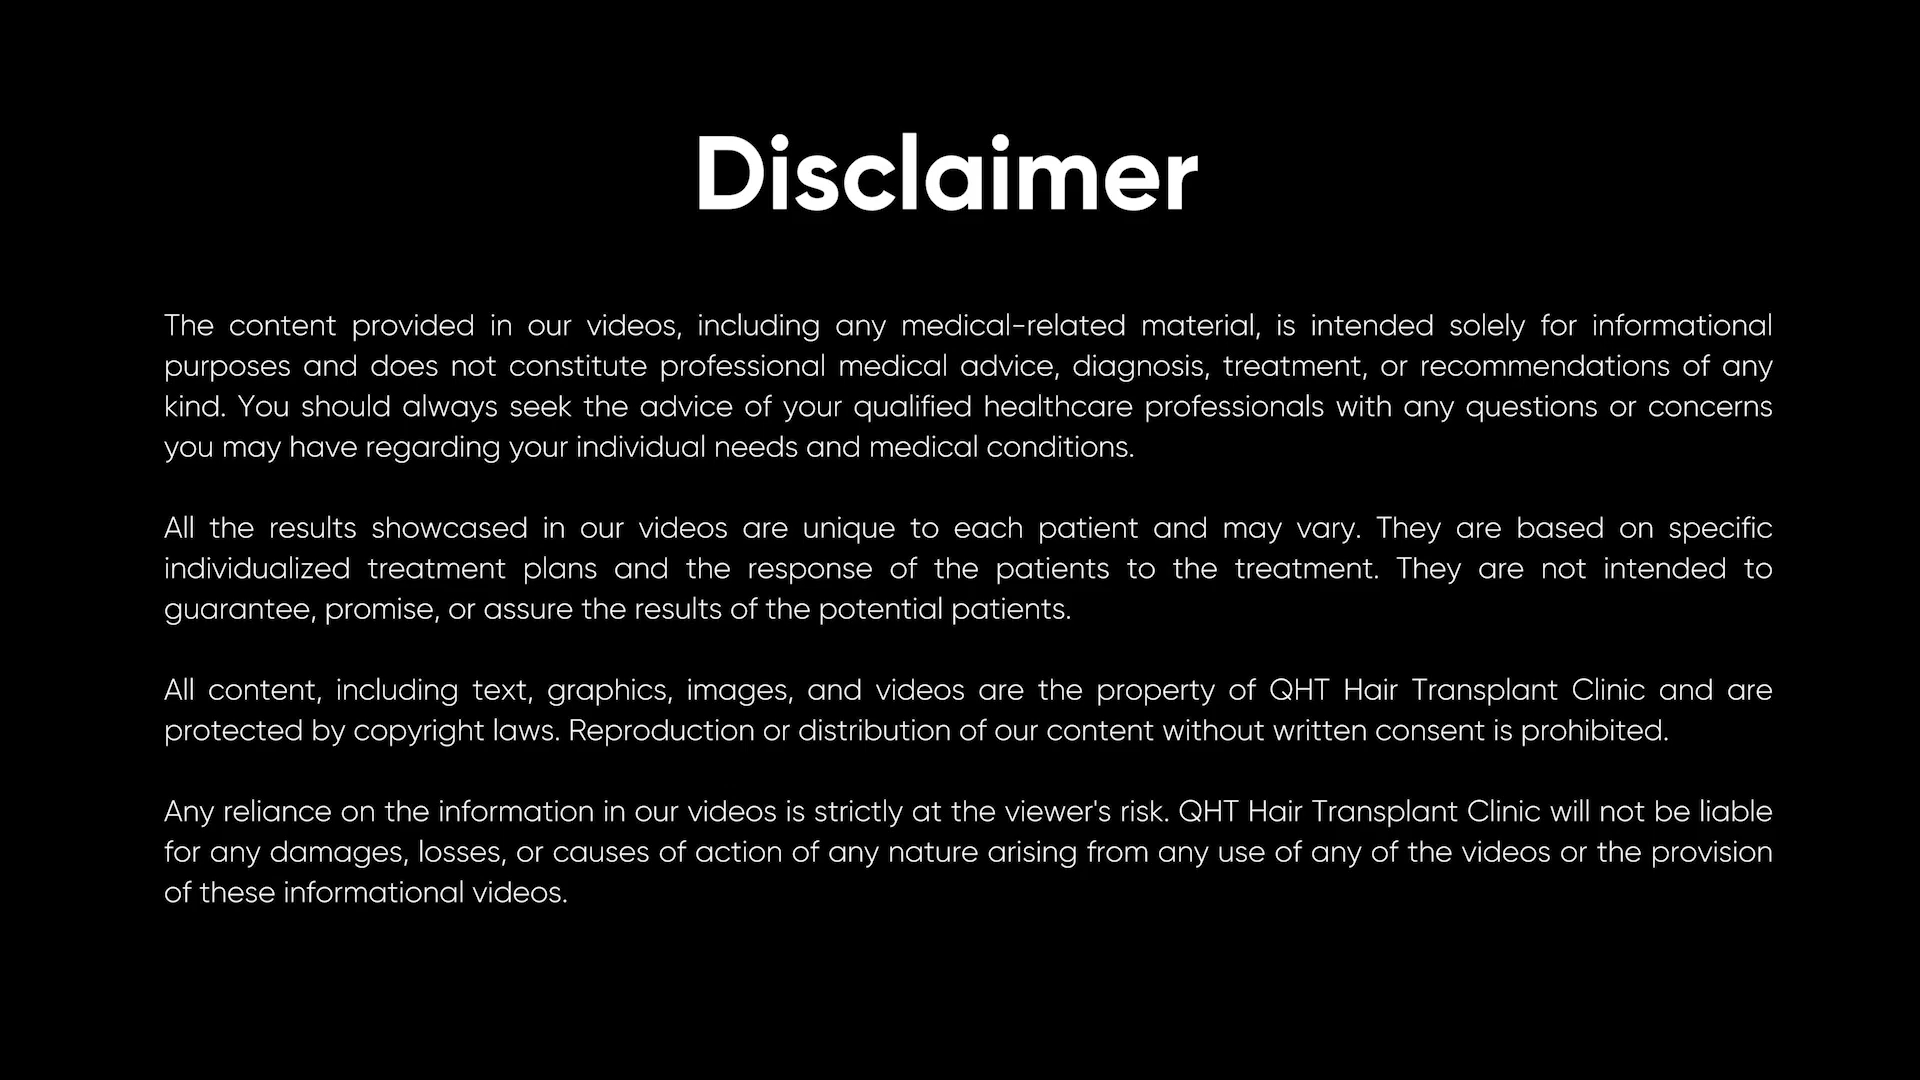 Disclaimer
The content provided in our videos, including any medical-related material, is intended solely for informational
purposes and does not constitute professional medical advice, diagnosis, treatment, or recommendations of any
kind. You should always seek the advice of your qualified healthcare professionals with any questions or concerns
you may have regarding your individual needs and medical conditions.
All the results showcased in our videos are unique to each patient and may vary. They are based on specific
individualized treatment plans and the response of the patients to the treatment. They are not intended to
guarantee, promise, or assure the results of the potential patients.
All content, including text, graphics, images, and videos are the property of QHT Hair Transplant Clinic and are
protected by copyright laws. Reproduction or distribution of our content without written consent is prohibited.
Any reliance on the information in our videos is strictly at the viewer's risk. QHT Hair Transplant Clinic will not be liable
for any damages, losses, or causes of action of any nature arising from any use of any of the videos or the provision
of these informational videos.